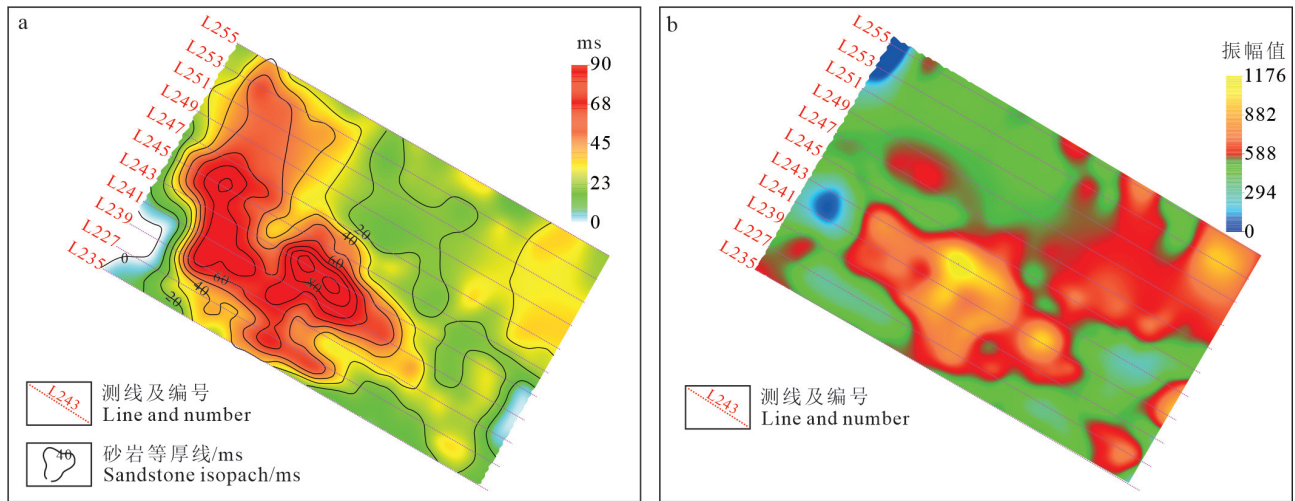 a
L255
L253
L251
L249
L247
L245
L243
L241
L239
L227
L235
ms
90
68
45
23
0
20
40
60
80
60
40
20
0
L243
测线及编号
Line and number
40
砂岩等厚线/ms
Sandstone isopach/ms
b
L255
L253
L251
L249
L247
L245
L243
L241
L239
L227
L235
振幅值
1176
882
588
294
0
L243
测线及编号
Line and number